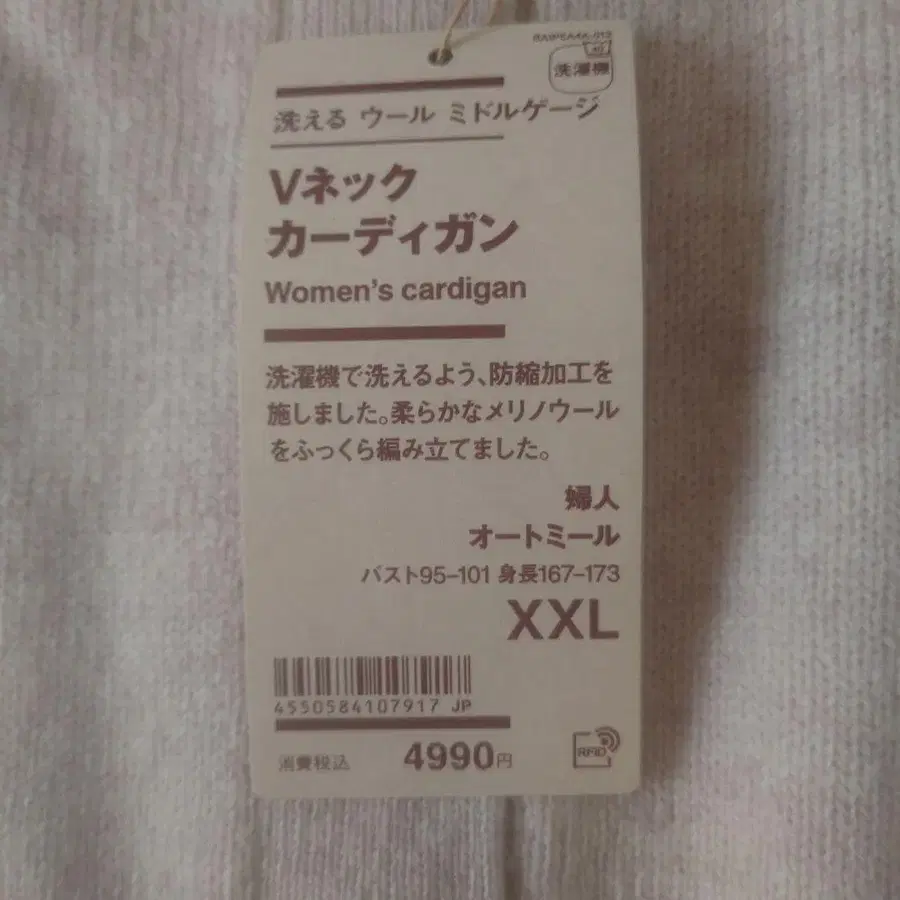 洗濯機
洗える ウール ミドルゲージ
Vネック
カーディガン
Women's cardigan
洗濯機で洗えるよう、防縮加工を
施しました。柔らかなメリノウール
をふっくら編み立てました。
婦人
オートミール
バスト95–101 身長167–173
XXL
4550584107917 JP
消費税込 4990円
RFID